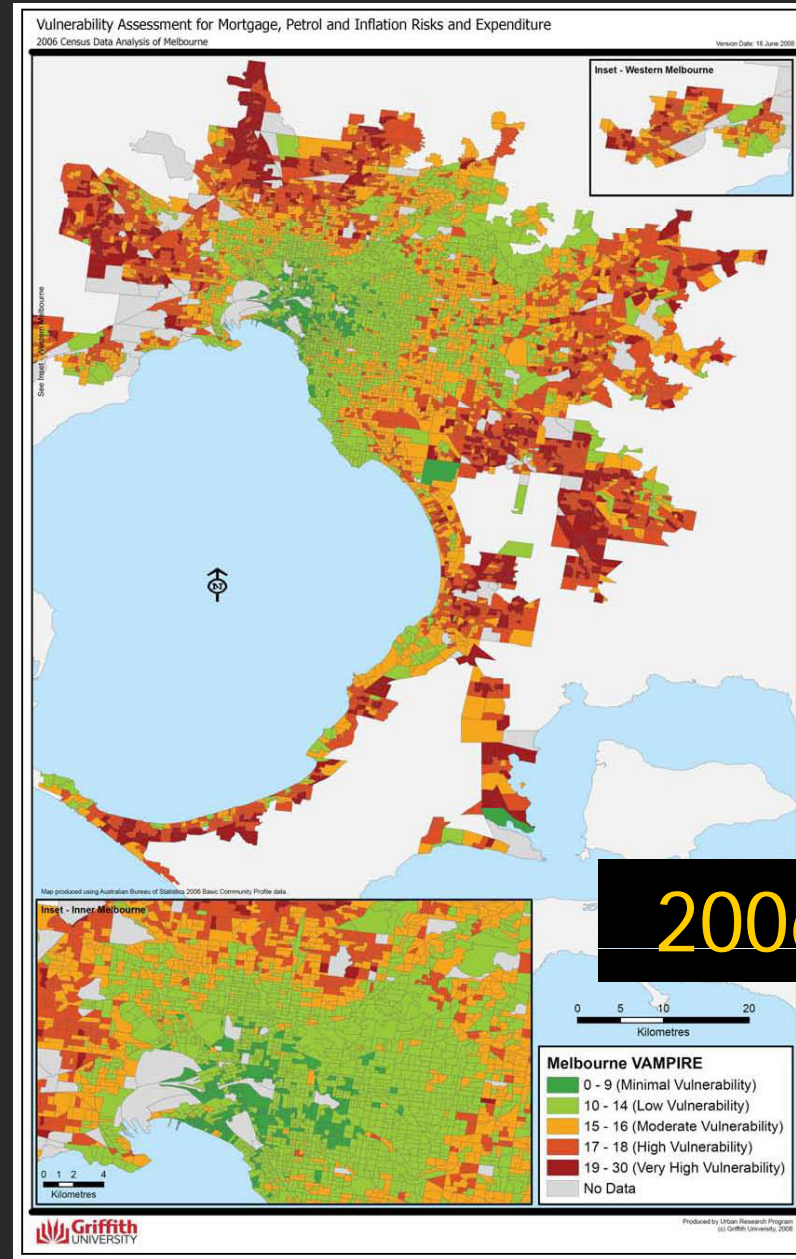 Vulnerability Assessment for Mortgage, Petrol and Inflation Risks and Expenditure
2006 Census Data Analysis of Melbourne
Version Date: 16 June 2008
Inset - Western Melbourne
See Inset - Western Melbourne
N
Map produced using Australian Bureau of Statistics 2006 Basic Community Profile data.
Inset - Inner Melbourne
0 1 2 4
Kilometres
2006
0 5 10 20
Kilometres
Melbourne VAMPIRE
0 - 9 (Minimal Vulnerability)
10 - 14 (Low Vulnerability)
15 - 16 (Moderate Vulnerability)
17 - 18 (High Vulnerability)
19 - 30 (Very High Vulnerability)
No Data
Griffith
UNIVERSITY
Produced by Urban Research Program
(c) Griffith University, 2008